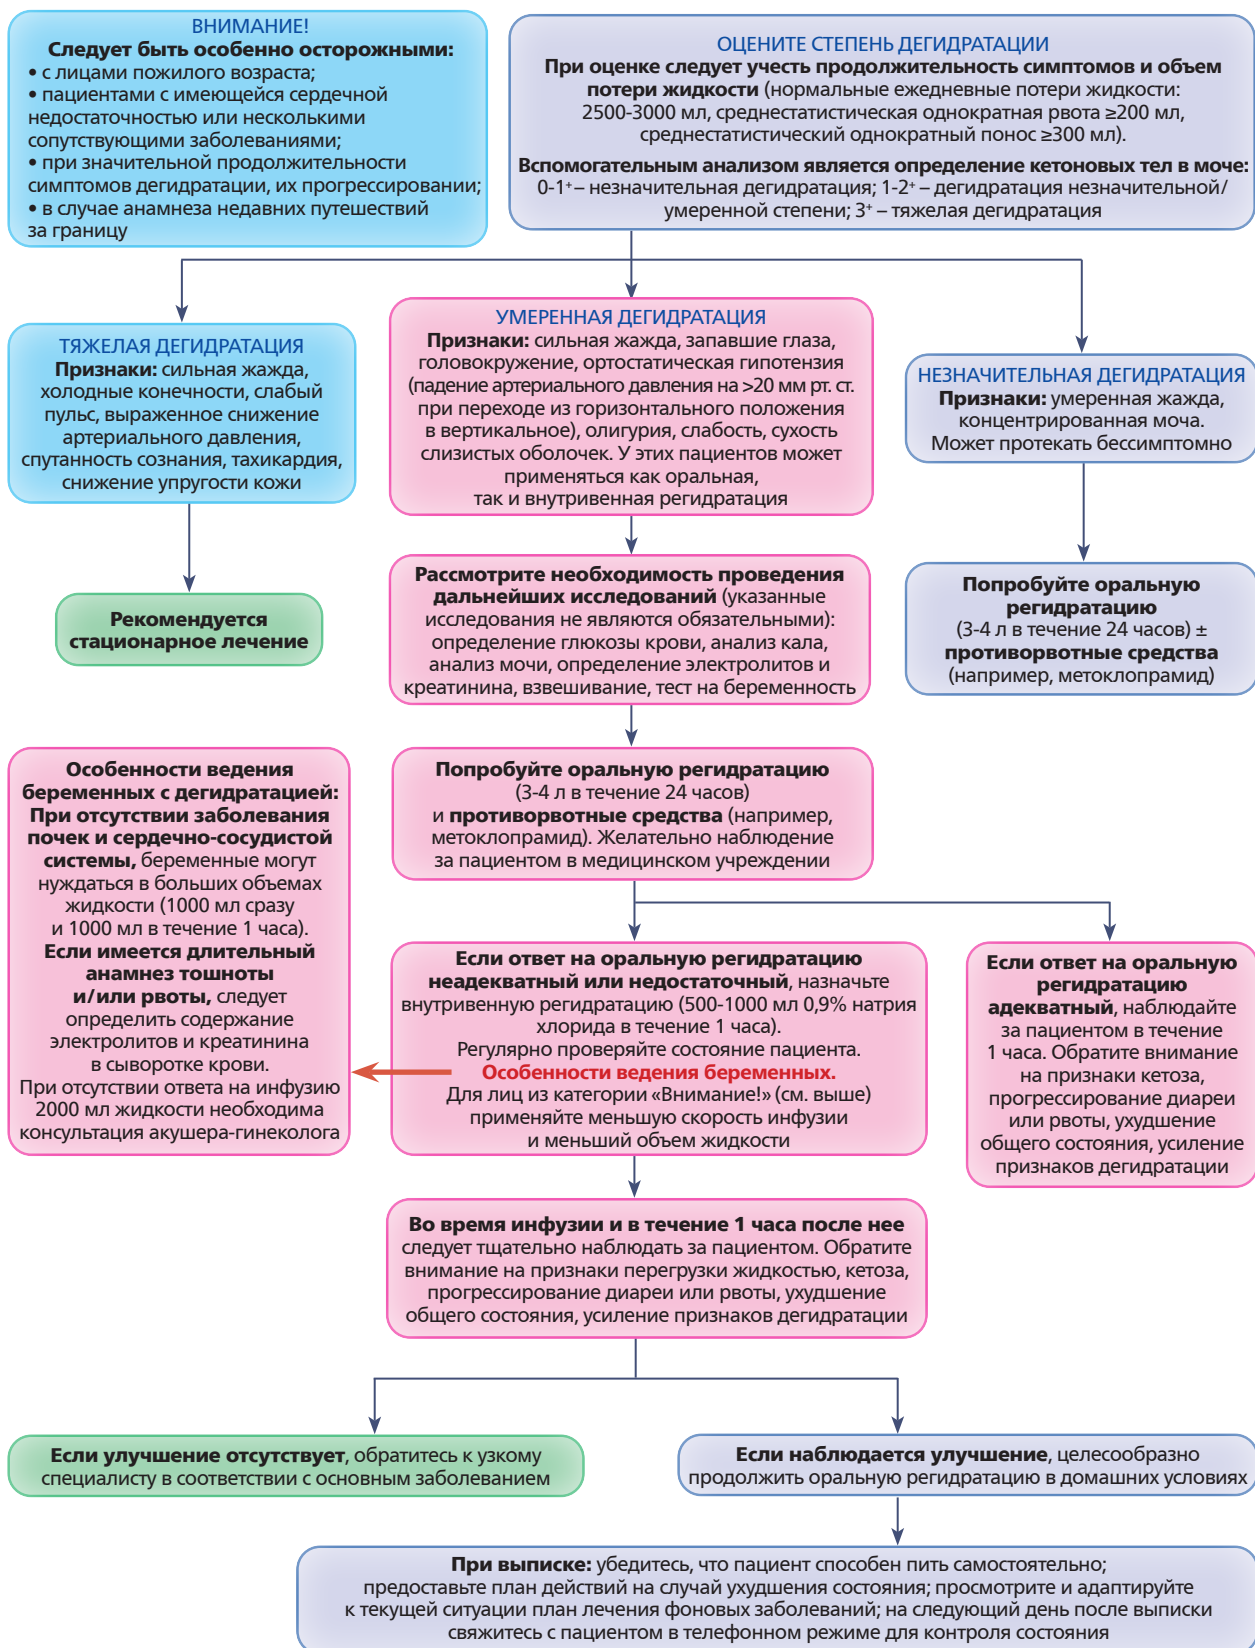 ВНИМАНИЕ!
Следует быть особенно осторожными:
• с лицами пожилого возраста;
• пациентами с имеющейся сердечной
недостаточностью или несколькими
сопутствующими заболеваниями;
• при значительной продолжительности
симптомов дегидратации, их прогрессировании;
• в случае анамнеза недавних путешествий
за границу
ОЦЕНИТЕ СТЕПЕНЬ ДЕГИДРАТАЦИИ
При оценке следует учесть продолжительность симптомов и объем
потери жидкости (нормальные ежедневные потери жидкости:
2500-3000 мл, среднестатистическая однократная рвота ≥200 мл,
среднестатистический однократный понос ≥300 мл).
Вспомогательным анализом является определение кетоновых тел в моче:
0-1⁺ – незначительная дегидратация; 1-2⁺ – дегидратация незначительной/
умеренной степени; 3⁺ – тяжелая дегидратация
ТЯЖЕЛАЯ ДЕГИДРАТАЦИЯ
Признаки: сильная жажда,
холодные конечности, слабый
пульс, выраженное снижение
артериального давления,
спутанность сознания, тахикардия,
снижение упругости кожи
УМЕРЕННАЯ ДЕГИДРАТАЦИЯ
Признаки: сильная жажда, запавшие глаза,
головокружение, ортостатическая гипотензия
(падение артериального давления на >20 мм рт. ст.
при переходе из горизонтального положения
в вертикальное), олигурия, слабость, сухость
слизистых оболочек. У этих пациентов может
применяться как оральная,
так и внутривенная регидратация
НЕЗНАЧИТЕЛЬНАЯ ДЕГИДРАТАЦИЯ
Признаки: умеренная жажда,
концентрированная моча.
Может протекать бессимптомно
Рекомендуется
стационарное лечение
Рассмотрите необходимость проведения
дальнейших исследований (указанные
исследования не являются обязательными):
определение глюкозы крови, анализ кала,
анализ мочи, определение электролитов и
креатинина, взвешивание, тест на беременность
Попробуйте оральную
регидратацию
(3-4 л в течение 24 часов) ±
противорвотные средства
(например, метоклопрамид)
Особенности ведения
беременных с дегидратацией:
При отсутствии заболевания
почек и сердечно-сосудистой
системы, беременные могут
нуждаться в больших объемах
жидкости (1000 мл сразу
и 1000 мл в течение 1 часа).
Если имеется длительный
анамнез тошноты
и/или рвоты, следует
определить содержание
электролитов и креатинина
в сыворотке крови.
При отсутствии ответа на инфузию
2000 мл жидкости необходима
консультация акушера-гинеколога
Попробуйте оральную регидратацию
(3-4 л в течение 24 часов)
и противорвотные средства (например,
метоклопрамид). Желательно наблюдение
за пациентом в медицинском учреждении
Если ответ на оральную регидратацию
неадекватный или недостаточный, назначьте
внутривенную регидратацию (500-1000 мл 0,9% натрия
хлорида в течение 1 часа).
Регулярно проверяйте состояние пациента.
Особенности ведения беременных.
Для лиц из категории «Внимание!» (см. выше)
применяйте меньшую скорость инфузии
и меньший объем жидкости
Если ответ на оральную
регидратацию
адекватный, наблюдайте
за пациентом в течение
1 часа. Обратите внимание
на признаки кетоза,
прогрессирование диареи
или рвоты, ухудшение
общего состояния, усиление
признаков дегидратации
Во время инфузии и в течение 1 часа после нее
следует тщательно наблюдать за пациентом. Обратите
внимание на признаки перегрузки жидкостью, кетоза,
прогрессирование диареи или рвоты, ухудшение
общего состояния, усиление признаков дегидратации
Если улучшение отсутствует, обратитесь к узкому
специалисту в соответствии с основным заболеванием
Если наблюдается улучшение, целесообразно
продолжить оральную регидратацию в домашних условиях
При выписке: убедитесь, что пациент способен пить самостоятельно;
предоставьте план действий на случай ухудшения состояния; просмотрите и адаптируйте
к текущей ситуации план лечения фоновых заболеваний; на следующий день после выписки
свяжитесь с пациентом в телефонном режиме для контроля состояния